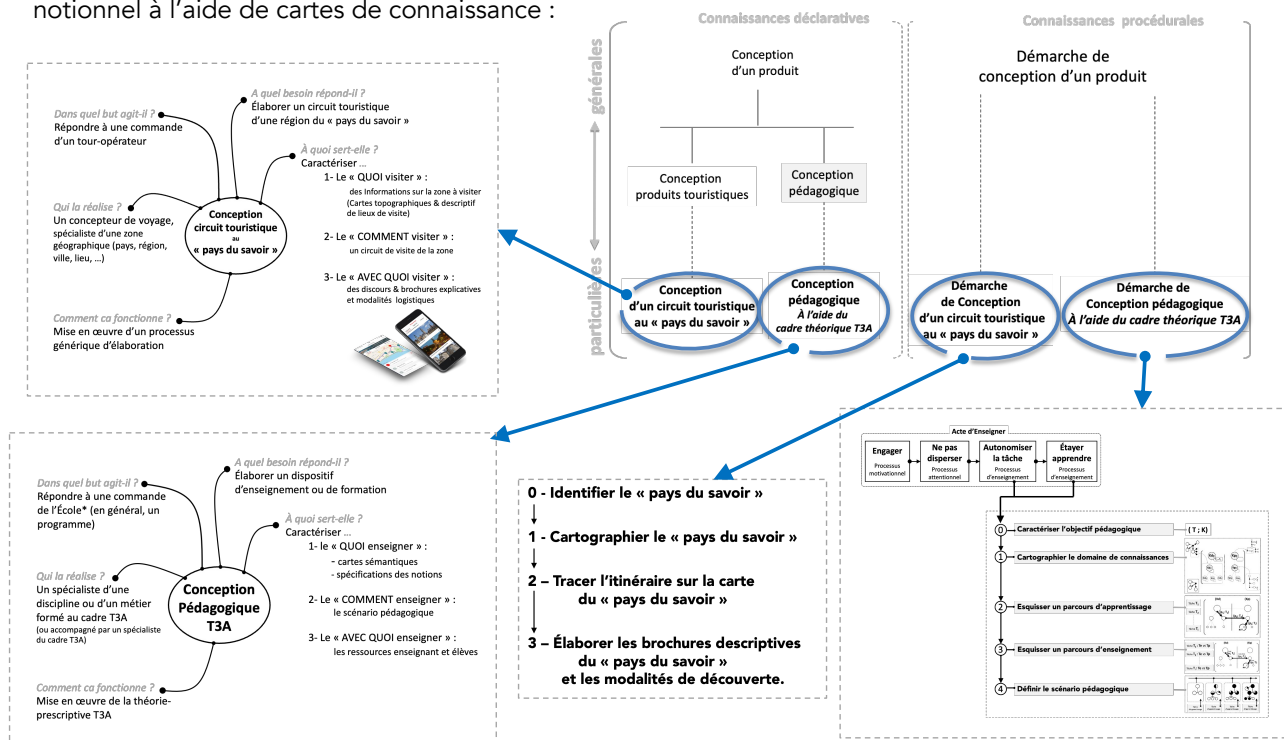 notionnel à l'aide de cartes de connaissance :
Connaissances déclaratives
Connaissances procédurales
générales
particulières
Conception
d'un produit
Démarche de
conception d'un produit
Conception
produits touristiques
Conception
pédagogique
Conception
d'un circuit touristique
au « pays du savoir »
Conception
pédagogique
À l'aide du
cadre théorique T3A
Démarche
de Conception
d'un circuit touristique
au « pays du savoir »
Démarche de
Conception pédagogique
À l'aide du cadre théorique T3A
A quel besoin répond-il ?
Élaborer un circuit touristique
d'une région du « pays du savoir »
Dans quel but agit-il ?
Répondre à une commande
d'un tour-opérateur
À quoi sert-elle ?
Caractériser ...
1- Le « QUOI visiter » :
des Informations sur la zone à visiter
(Cartes topographiques & descriptif
de lieux de visite)
2- Le « COMMENT visiter » :
un circuit de visite de la zone
3- Le « AVEC QUOI visiter » :
des discours & brochures explicatives
et modalités logistiques
Qui la réalise ?
Un concepteur de voyage,
spécialiste d'une zone
géographique (pays, région,
ville, lieu, ...)
Conception
circuit touristique
au
« pays du savoir »
Comment ca fonctionne ?
Mise en œuvre d'un processus
générique d'élaboration
A quel besoin répond-il ?
Élaborer un dispositif
d'enseignement ou de formation
Dans quel but agit-il ?
Répondre à une commande
de l'École* (en général, un
programme)
À quoi sert-elle ?
Caractériser ...
1- le « QUOI enseigner » :
- cartes sémantiques
- spécifications des notions
2- Le « COMMENT enseigner » :
le scénario pédagogique
3- Le « AVEC QUOI enseigner » :
les ressources enseignant et élèves
Qui la réalise ?
Un spécialiste d'une
discipline ou d'un métier
formé au cadre T3A
(ou accompagné par un spécialiste
du cadre T3A)
Conception
Pédagogique
T3A
Comment ca fonctionne ?
Mise en œuvre de la théorie-
prescriptive T3A
0 - Identifier le « pays du savoir »
1 - Cartographier le « pays du savoir »
2 – Tracer l'itinéraire sur la carte
du « pays du savoir »
3 – Élaborer les brochures descriptives
du « pays du savoir »
et les modalités de découverte.
Acte d'Enseigner
Engager
Processus
motivationnel
Ne pas
disperser
Processus
attentionnel
Autonomiser
la tâche
Processus
d'enseignement
Étayer
apprendre
Processus
d'enseignement
0 Caractériser l'objectif pédagogique
{ T ; K}
1 Cartographier le domaine de connaissances
2 Esquisser un parcours d'apprentissage
3 Esquisser un parcours d'enseignement
4 Définir le scénario pédagogique